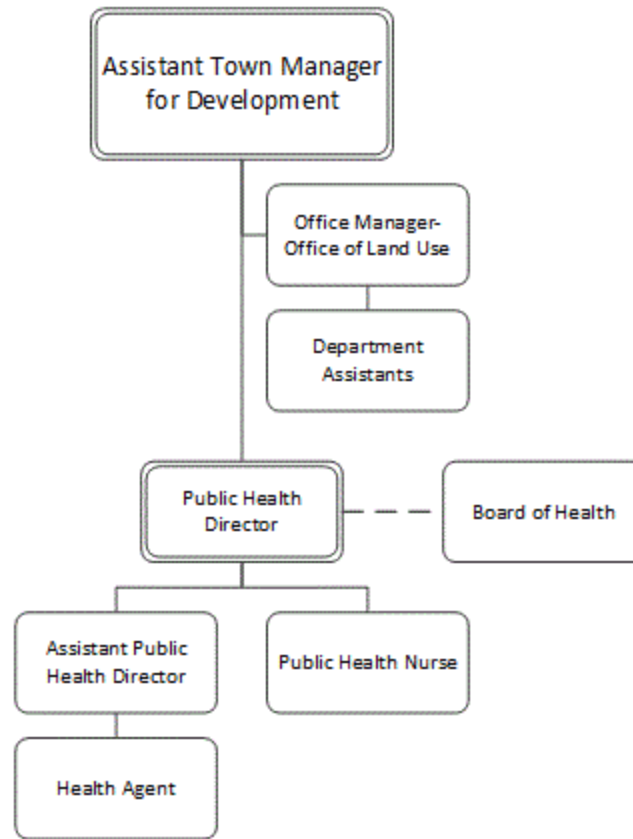 Assistant Town Manager
for Development
Office Manager-
Office of Land Use
Department
Assistants
Public Health
Director
Board of Health
Assistant Public
Health Director
Public Health Nurse
Health Agent